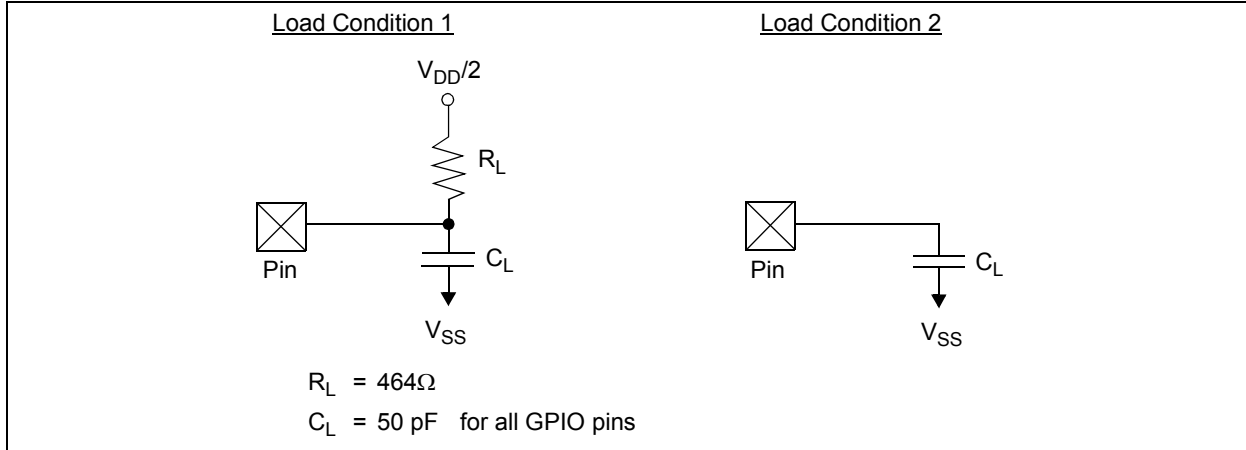 Load Condition 1
Load Condition 2
VDD/2
RL
Pin
CL
VSS
Pin
CL
VSS
RL = 464Ω
CL = 50 pF for all GPIO pins